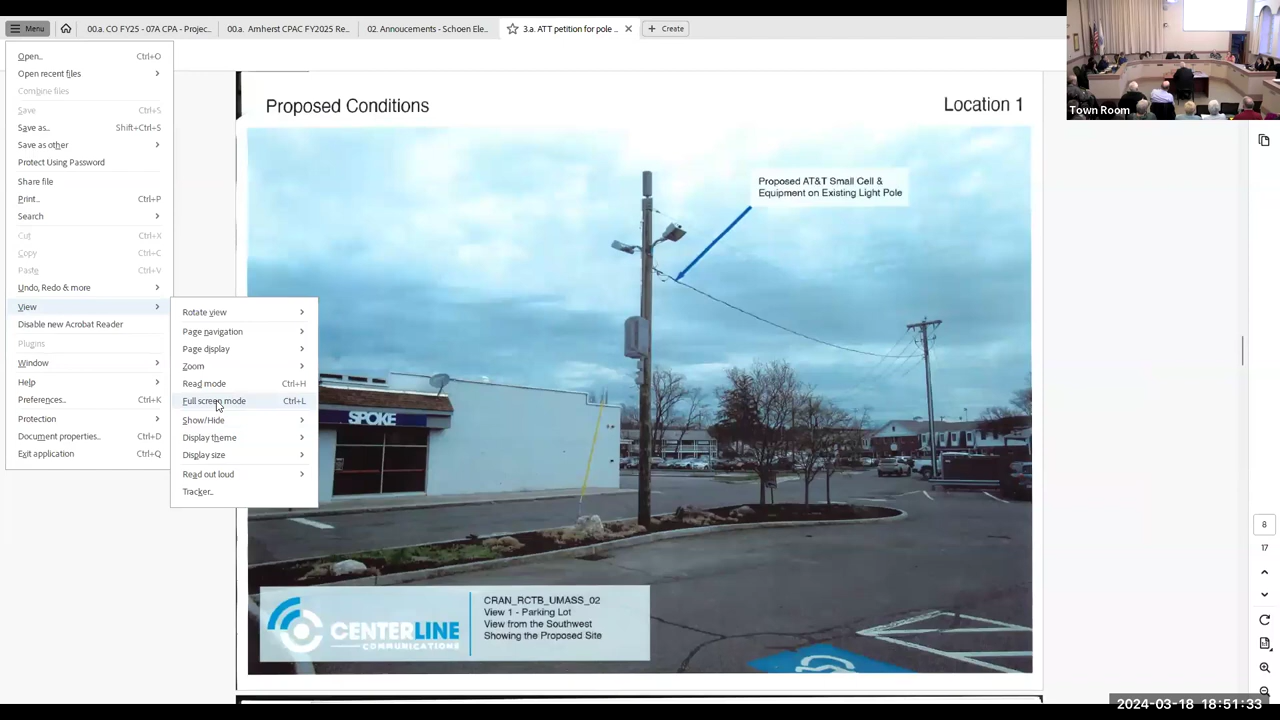 Menu
00.a. CO FY25 - 07A CPA - Projec...
00.a. Amherst CPAC FY2025 Re...
02. Annoucements - Schoen Ele...
3.a. ATT petition for pole ...
Create
Open... Ctrl+O
Open recent files
Combine files
Save Ctrl+S
Save as... Shift+Ctrl+S
Save as other
Protect Using Password
Share file
Print... Ctrl+P
Search
Cut Ctrl+X
Copy Ctrl+C
Paste Ctrl+V
Undo, Redo & more
View
Disable new Acrobat Reader
Plugins
Window
Help
Preferences... Ctrl+K
Protection
Document properties... Ctrl+D
Exit application Ctrl+Q
Rotate view
Page navigation
Page display
Zoom
Read mode Ctrl+H
Full screen mode Ctrl+L
Show/Hide
Display theme
Display size
Read out loud
Tracker...
Proposed Conditions
Location 1
Proposed AT&T Small Cell &
Equipment on Existing Light Pole
SPOKE
CENTERLINE
COMMUNICATIONS
CRAN_RCTB_UMASS_02
View 1 - Parking Lot
View from the Southwest
Showing the Proposed Site
Town Room
8
17
2024-03-18 18:51:33